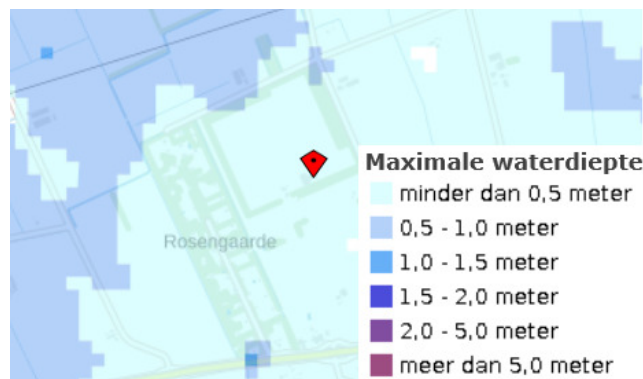 Maximale waterdiepte
minder dan 0,5 meter
0,5 - 1,0 meter
1,0 - 1,5 meter
1,5 - 2,0 meter
2,0 - 5,0 meter
meer dan 5,0 meter
Rosengaarde